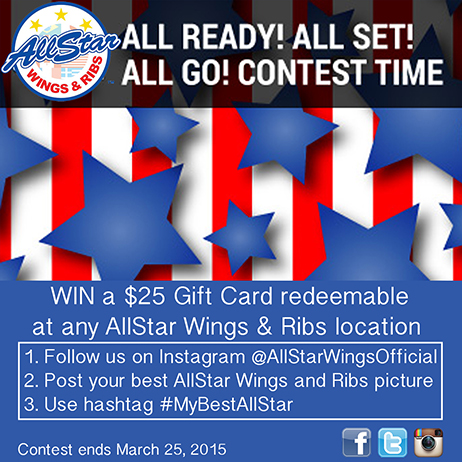 AllStar
WINGS & RIBS
ALL READY! ALL SET!
ALL GO! CONTEST TIME
WIN a $25 Gift Card redeemable
at any AllStar Wings & Ribs location
1. Follow us on Instagram @AllStarWingsOfficial
2. Post your best AllStar Wings and Ribs picture
3. Use hashtag #MyBestAllStar
Contest ends March 25, 2015